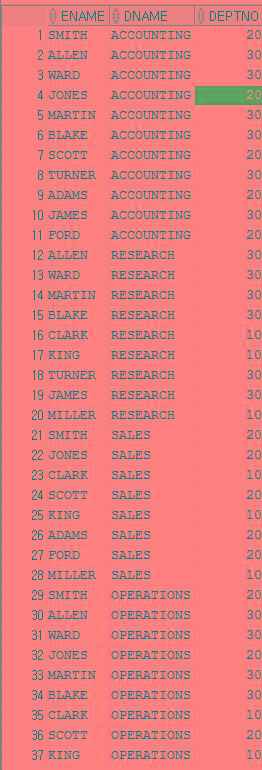 ENAME DNAME DEPTNO
1 SMITH ACCOUNTING 20
2 ALLEN ACCOUNTING 30
3 WARD ACCOUNTING 30
4 JONES ACCOUNTING 20
5 MARTIN ACCOUNTING 30
6 BLAKE ACCOUNTING 30
7 SCOTT ACCOUNTING 20
8 TURNER ACCOUNTING 30
9 ADAMS ACCOUNTING 20
10 JAMES ACCOUNTING 30
11 FORD ACCOUNTING 20
12 ALLEN RESEARCH 30
13 WARD RESEARCH 30
14 MARTIN RESEARCH 30
15 BLAKE RESEARCH 30
16 CLARK RESEARCH 10
17 KING RESEARCH 10
18 TURNER RESEARCH 30
19 JAMES RESEARCH 30
20 MILLER RESEARCH 10
21 SMITH SALES 20
22 JONES SALES 20
23 CLARK SALES 10
24 SCOTT SALES 20
25 KING SALES 10
26 ADAMS SALES 20
27 FORD SALES 20
28 MILLER SALES 10
29 SMITH OPERATIONS 20
30 ALLEN OPERATIONS 30
31 WARD OPERATIONS 30
32 JONES OPERATIONS 20
33 MARTIN OPERATIONS 30
34 BLAKE OPERATIONS 30
35 CLARK OPERATIONS 10
36 SCOTT OPERATIONS 20
37 KING OPERATIONS 10